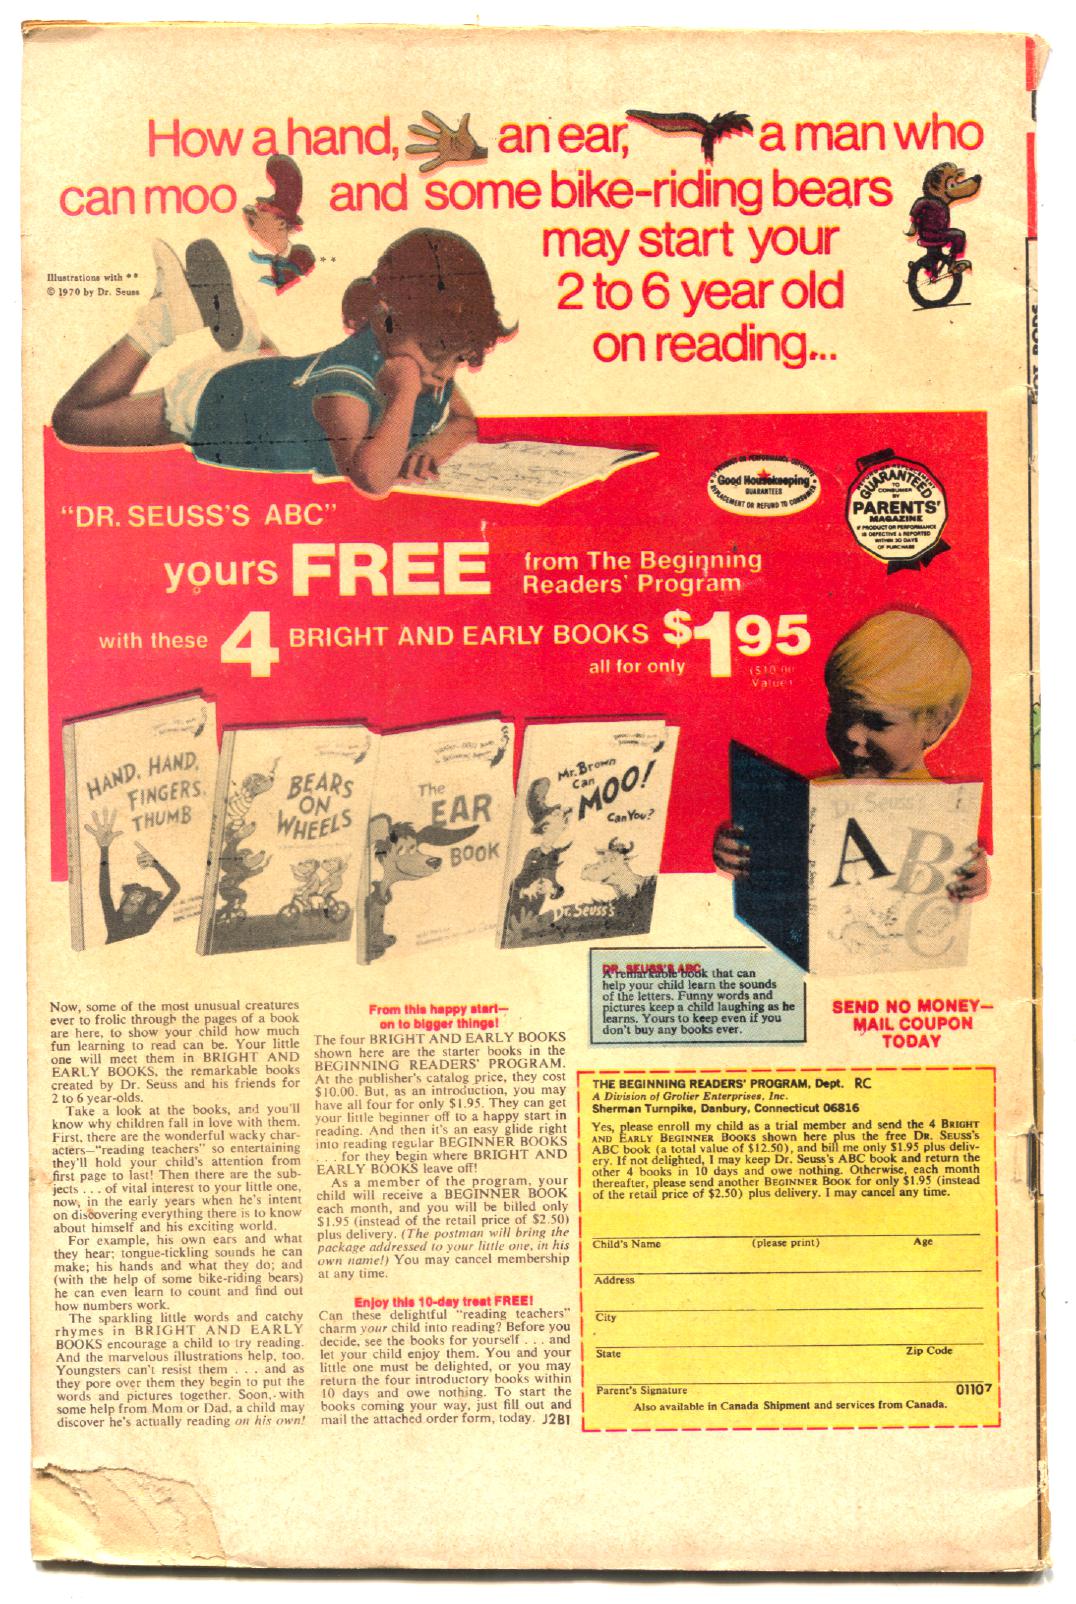 How a hand, an ear, a man who
can moo and some bike-riding bears
may start your
2 to 6 year old
on reading...
Illustrations with **
© 1970 by Dr. Seuss
**
Good Housekeeping
GUARANTEES
REPLACEMENT OR REFUND TO CONSUMER
GUARANTEED
TO
CONSUMER
BY
PARENTS'
MAGAZINE
IF PRODUCT OR PERFORMANCE
IS DEFECTIVE & REPORTED
WITHIN 30 DAYS
OF PURCHASE
"DR. SEUSS'S ABC"
yours FREE from The Beginning
Readers' Program
with these 4 BRIGHT AND EARLY BOOKS $1.95
all for only
($10.00
Value)
HAND, HAND,
FINGERS,
THUMB
BEARS
ON
WHEELS
The
EAR
BOOK
Mr. Brown
Can
MOO!
Can You?
Dr. Seuss's
Dr. Seuss
ABC
DR. SEUSS'S ABC
A remarkable book that can
help your child learn the sounds
of the letters. Funny words and
pictures keep a child laughing as he
learns. Yours to keep even if you
don't buy any books ever.
SEND NO MONEY—
MAIL COUPON
TODAY
Now, some of the most unusual creatures
ever to frolic through the pages of a book
are here, to show your child how much
fun learning to read can be. Your little
one will meet them in BRIGHT AND
EARLY BOOKS, the remarkable books
created by Dr. Seuss and his friends for
2 to 6 year-olds.
Take a look at the books, and you'll
know why children fall in love with them.
First, there are the wonderful wacky char-
acters—"reading teachers" so entertaining
they'll hold your child's attention from
first page to last! Then there are the sub-
jects . . . of vital interest to your little one,
now, in the early years when he's intent
on discovering everything there is to know
about himself and his exciting world.
For example, his own ears and what
they hear; tongue-tickling sounds he can
make; his hands and what they do; and
(with the help of some bike-riding bears)
he can even learn to count and find out
how numbers work.
The sparkling little words and catchy
rhymes in BRIGHT AND EARLY
BOOKS encourage a child to try reading.
And the marvelous illustrations help, too.
Youngsters can't resist them . . . and as
they pore over them they begin to put the
words and pictures together. Soon, with
some help from Mom or Dad, a child may
discover he's actually reading on his own!
From this happy start—
on to bigger things!
The four BRIGHT AND EARLY BOOKS
shown here are the starter books in the
BEGINNING READERS' PROGRAM.
At the publisher's catalog price, they cost
$10.00. But, as an introduction, you may
have all four for only $1.95. They can get
your little beginner off to a happy start in
reading. And then it's an easy glide right
into reading regular BEGINNER BOOKS
. . . for they begin where BRIGHT AND
EARLY BOOKS leave off!
As a member of the program, your
child will receive a BEGINNER BOOK
each month, and you will be billed only
$1.95 (instead of the retail price of $2.50)
plus delivery. (The postman will bring the
package addressed to your little one, in his
own name!) You may cancel membership
at any time.
Enjoy this 10-day treat FREE!
Can these delightful "reading teachers"
charm your child into reading? Before you
decide, see the books for yourself . . . and
let your child enjoy them. You and your
little one must be delighted, or you may
return the four introductory books within
10 days and owe nothing. To start the
books coming your way, just fill out and
mail the attached order form, today. J2B1
THE BEGINNING READERS' PROGRAM, Dept. RC
A Division of Grolier Enterprises, Inc.
Sherman Turnpike, Danbury, Connecticut 06816
Yes, please enroll my child as a trial member and send the 4 BRIGHT
AND EARLY BEGINNER BOOKS shown here plus the free DR. SEUSS'S
ABC book (a total value of $12.50), and bill me only $1.95 plus deliv-
ery. If not delighted, I may keep Dr. Seuss's ABC book and return the
other 4 books in 10 days and owe nothing. Otherwise, each month
thereafter, please send another BEGINNER BOOK for only $1.95 (instead
of the retail price of $2.50) plus delivery. I may cancel any time.
Child's Name (please print) Age
Address
City
State Zip Code
Parent's Signature 01107
Also available in Canada Shipment and services from Canada.